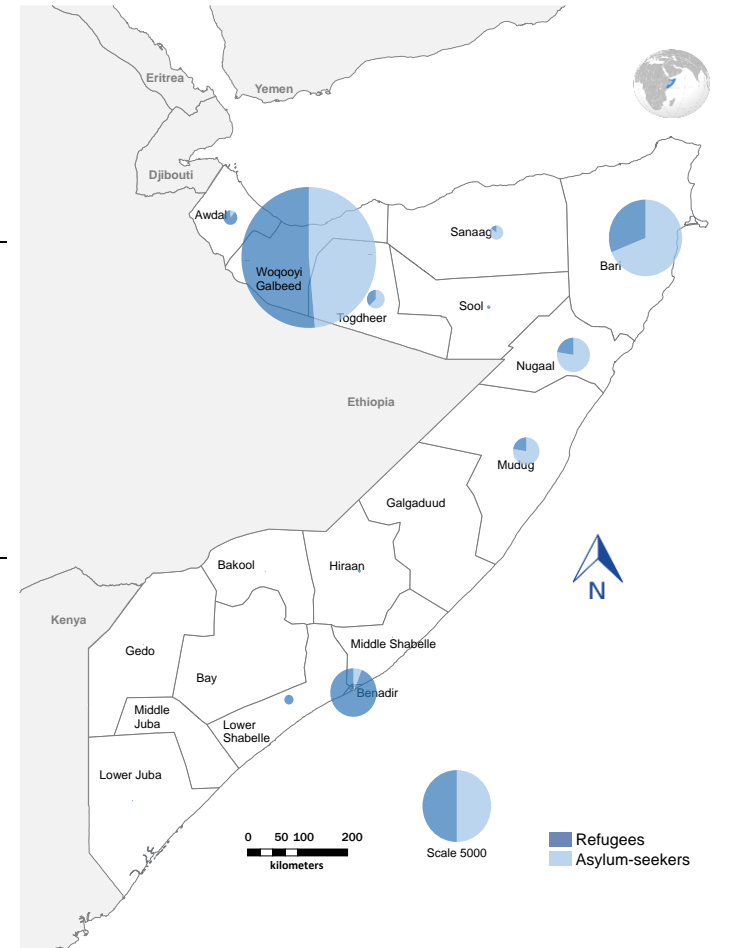 Eritrea
Yemen
Djibouti
Awdal
Sanaag
Bari
Woqooyi
Galbeed
Sool
Togdheer
Nugaal
Ethiopia
Mudug
Galgaduud
Bakool
Hiraan
Kenya
N
Gedo
Middle Shabelle
Bay
Benadir
Middle
Juba
Lower
Shabelle
Lower Juba
0 50 100 200
kilometers
Scale 5000
Refugees
Asylum-seekers